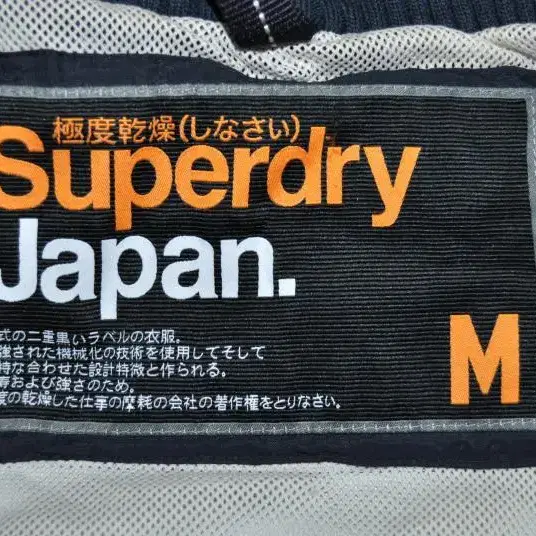 極度乾燥(しなさい)
Superdry
Japan.
式の二重黒いラベルの衣服。
強された機械化の技術を使用してそして
特な合わせた設計特徴と作られる。
寿および強さのため。
度の乾燥した仕事の摩耗の会社の著作権をとりなさい。
M